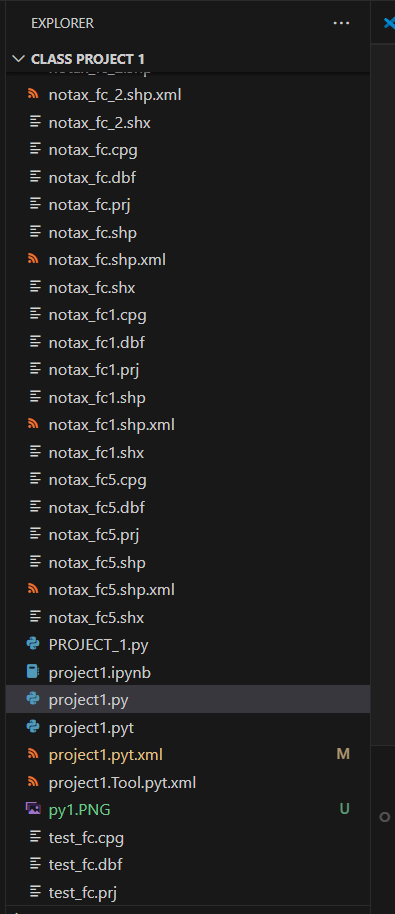 EXPLORER
CLASS PROJECT 1
notax_fc_2.shp.xml
notax_fc_2.shx
notax_fc.cpg
notax_fc.dbf
notax_fc.prj
notax_fc.shp
notax_fc.shp.xml
notax_fc.shx
notax_fc1.cpg
notax_fc1.dbf
notax_fc1.prj
notax_fc1.shp
notax_fc1.shp.xml
notax_fc1.shx
notax_fc5.cpg
notax_fc5.dbf
notax_fc5.prj
notax_fc5.shp
notax_fc5.shp.xml
notax_fc5.shx
PROJECT_1.py
project1.ipynb
project1.py
project1.pyt
project1.pyt.xml M
project1.Tool.pyt.xml
py1.PNG U
test_fc.cpg
test_fc.dbf
test_fc.prj